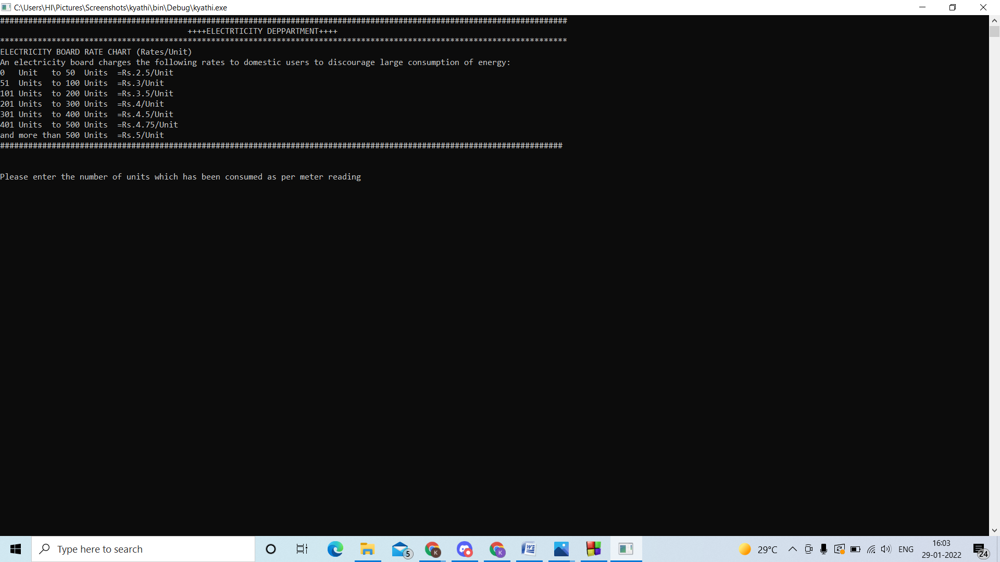 C:\Users\HI\Pictures\Screenshots\kyathi\bin\Debug\kyathi.exe
#########################################################################################################################
++++ELECTRTICITY DEPPARTMENT++++
*************************************************************************************************************************
ELECTRICITY BOARD RATE CHART (Rates/Unit)
An electricity board charges the following rates to domestic users to discourage large consumption of energy:
0   Unit   to 50  Units  =Rs.2.5/Unit
51  Units  to 100 Units  =Rs.3/Unit
101 Units  to 200 Units  =Rs.3.5/Unit
201 Units  to 300 Units  =Rs.4/Unit
301 Units  to 400 Units  =Rs.4.5/Unit
401 Units  to 500 Units  =Rs.4.75/Unit
and more than 500 Units  =Rs.5/Unit
########################################################################################################################
Please enter the number of units which has been consumed as per meter reading
Type here to search
5
K
K
29°C
ENG
16:03
29-01-2022
24